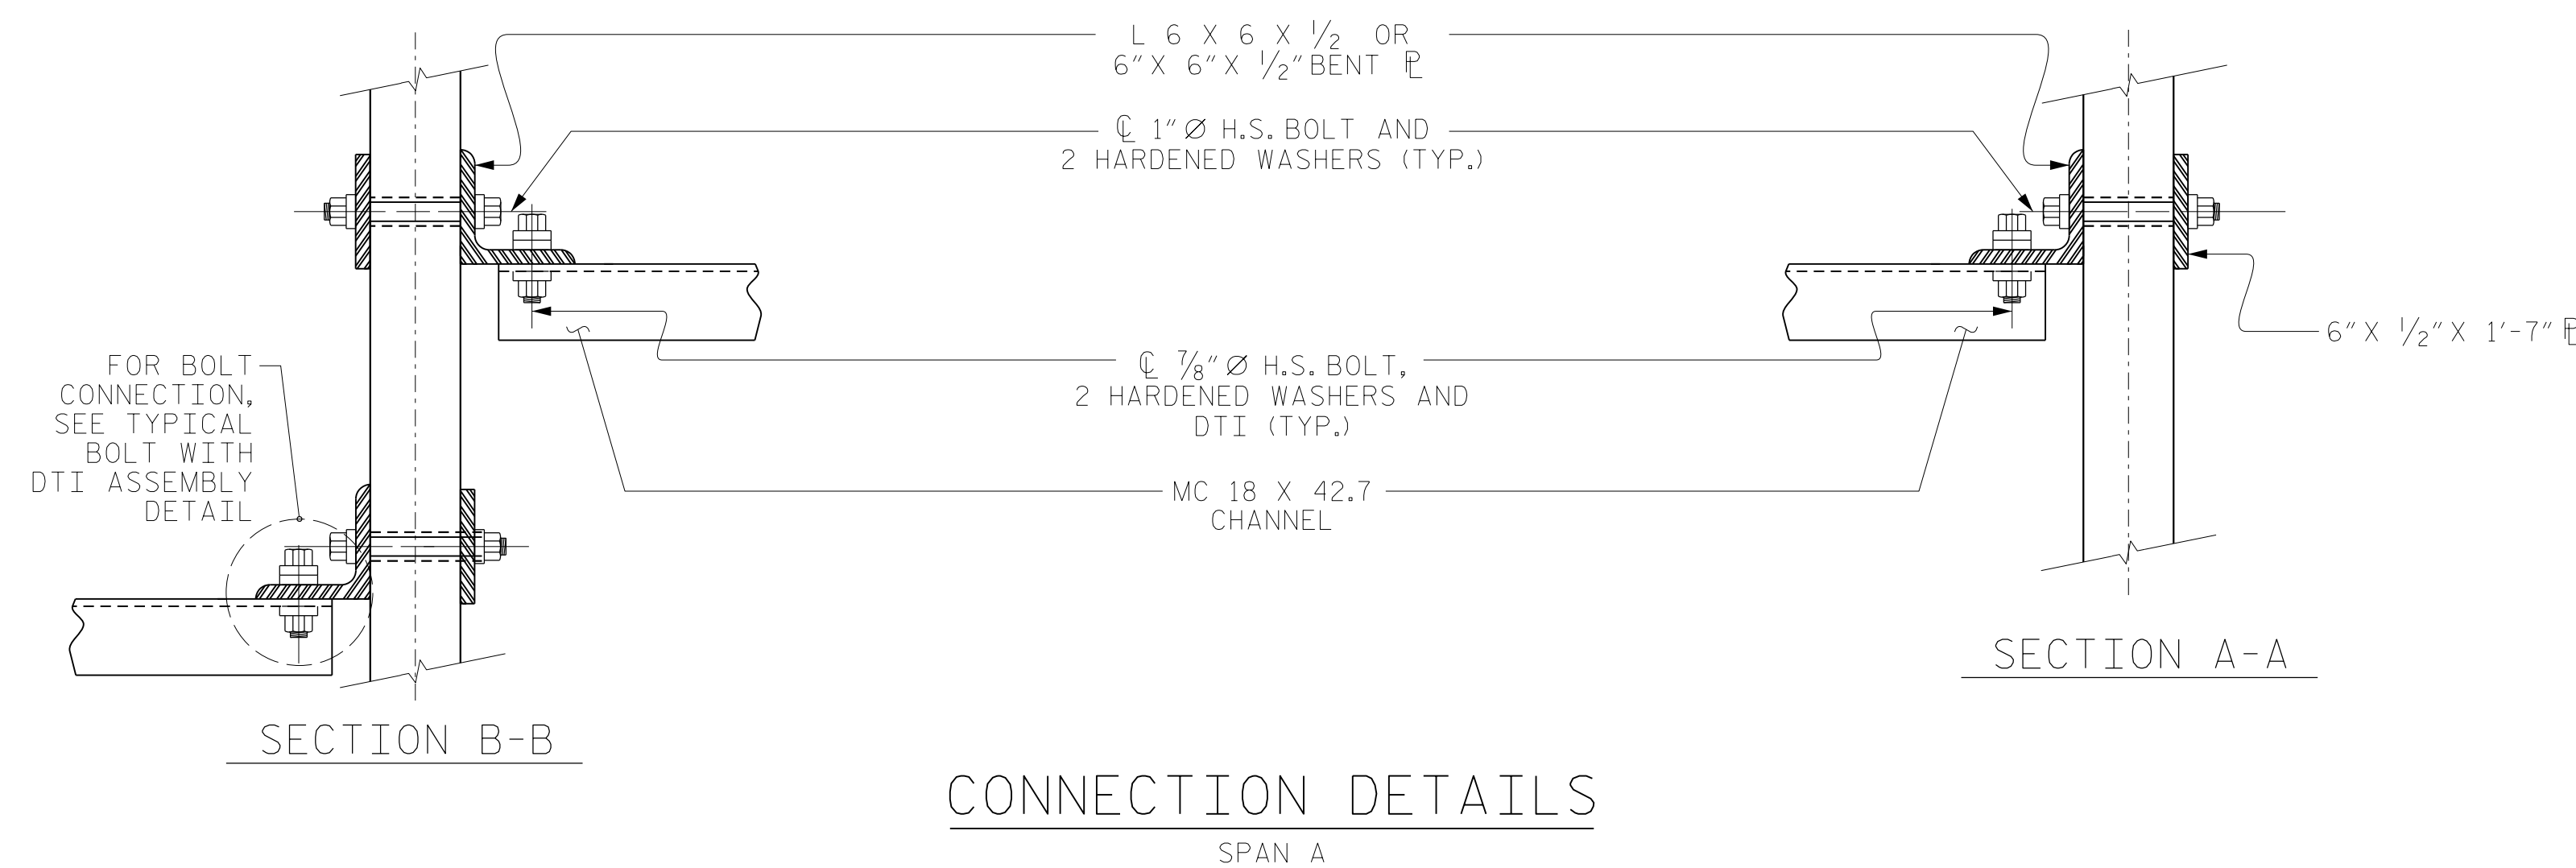 L 6 X 6 X 1/2 OR
6" X 6" X 1/2" BENT ⅊
℄ 1" Ø H.S. BOLT AND
2 HARDENED WASHERS (TYP.)
6" X 1/2" X 1'-7" ⅊
FOR BOLT
CONNECTION,
SEE TYPICAL
BOLT WITH
DTI ASSEMBLY
DETAIL
℄ 7/8" Ø H.S. BOLT,
2 HARDENED WASHERS AND
DTI (TYP.)
MC 18 X 42.7
CHANNEL
SECTION A-A
SECTION B-B
CONNECTION DETAILS
SPAN A